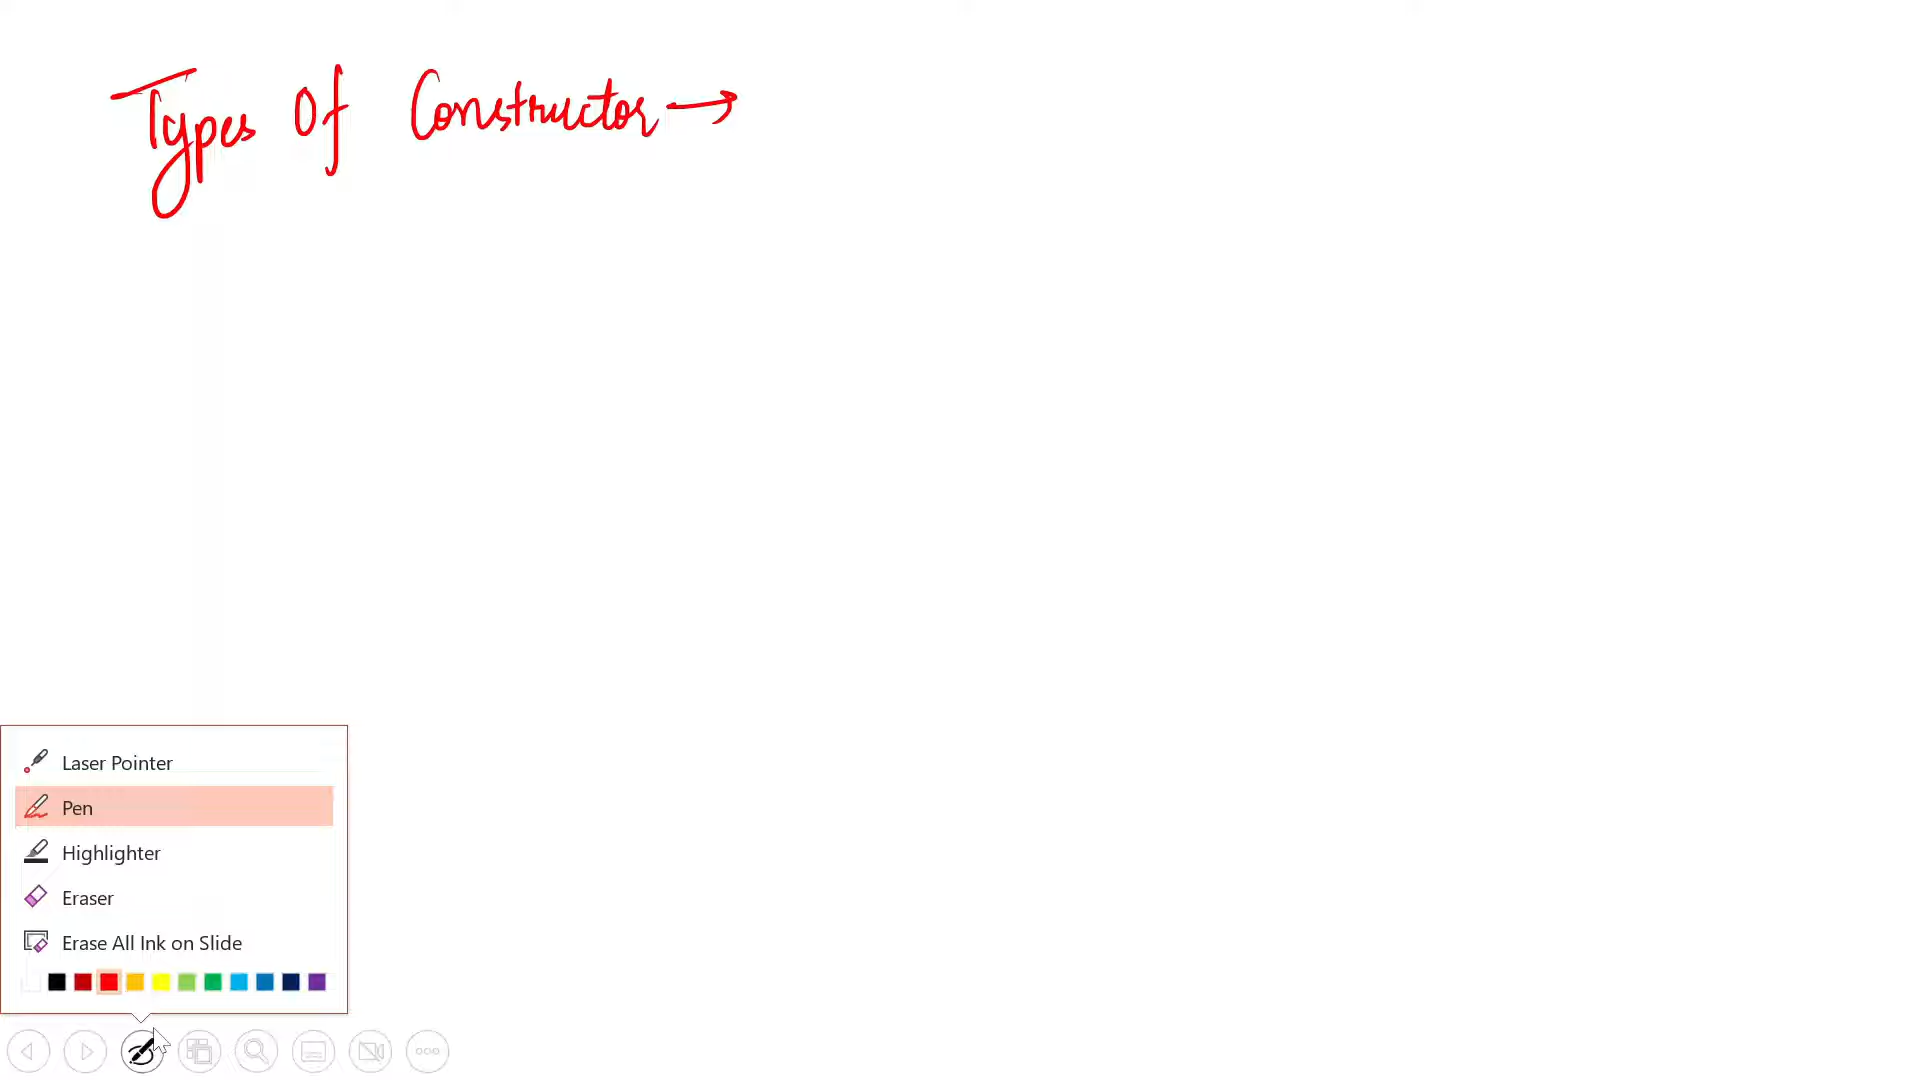 Types Of Constructor →
Laser Pointer
Pen
Highlighter
Eraser
Erase All Ink on Slide